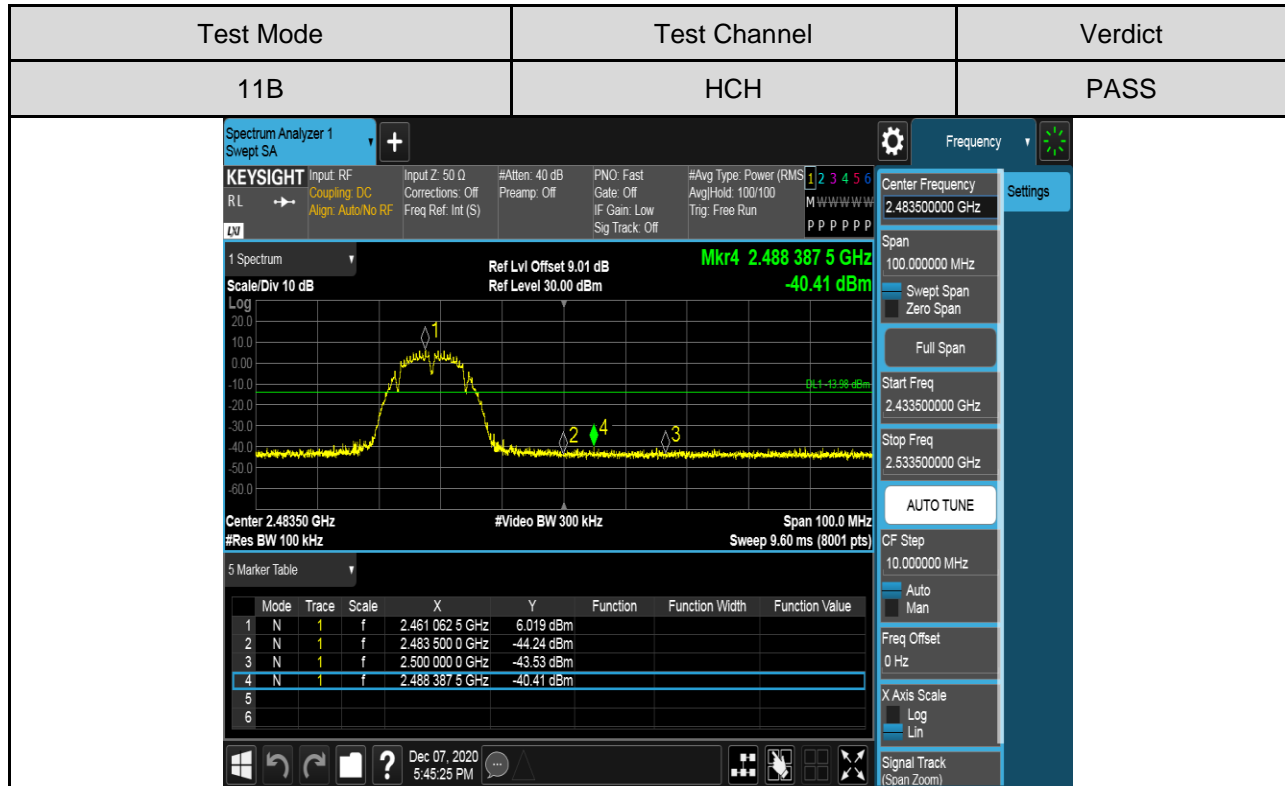 Test Mode Test Channel Verdict
11B HCH PASS
Spectrum Analyzer 1
Swept SA
+
Frequency
KEYSIGHT
RL
LXI
Input: RF
Coupling: DC
Align: Auto/No RF
Input Z: 50 Ω
Corrections: Off
Freq Ref: Int (S)
#Atten: 40 dB
Preamp: Off
PNO: Fast
Gate: Off
IF Gain: Low
Sig Track: Off
#Avg Type: Power (RMS
Avg|Hold: 100/100
Trig: Free Run
1 2 3 4 5 6
M W W W W W
P P P P P P
1 Spectrum
Scale/Div 10 dB
Ref Lvl Offset 9.01 dB
Ref Level 30.00 dBm
Mkr4 2.488 387 5 GHz
-40.41 dBm
Log
20.0
10.0
0.00
-10.0
-20.0
-30.0
-40.0
-50.0
-60.0
1
DL1 -13.98 dBm
2 4 3
Center 2.48350 GHz #Video BW 300 kHz Span 100.0 MHz
#Res BW 100 kHz Sweep 9.60 ms (8001 pts)
5 Marker Table
Mode Trace Scale X Y Function Function Width Function Value
1 N 1 f 2.461 062 5 GHz 6.019 dBm
2 N 1 f 2.483 500 0 GHz -44.24 dBm
3 N 1 f 2.500 000 0 GHz -43.53 dBm
4 N 1 f 2.488 387 5 GHz -40.41 dBm
5
6
?
Dec 07, 2020
5:45:25 PM
Center Frequency
2.483500000 GHz
Settings
Span
100.000000 MHz
Swept Span
Zero Span
Full Span
Start Freq
2.433500000 GHz
Stop Freq
2.533500000 GHz
AUTO TUNE
CF Step
10.000000 MHz
Auto
Man
Freq Offset
0 Hz
X Axis Scale
Log
Lin
Signal Track
(Span Zoom)